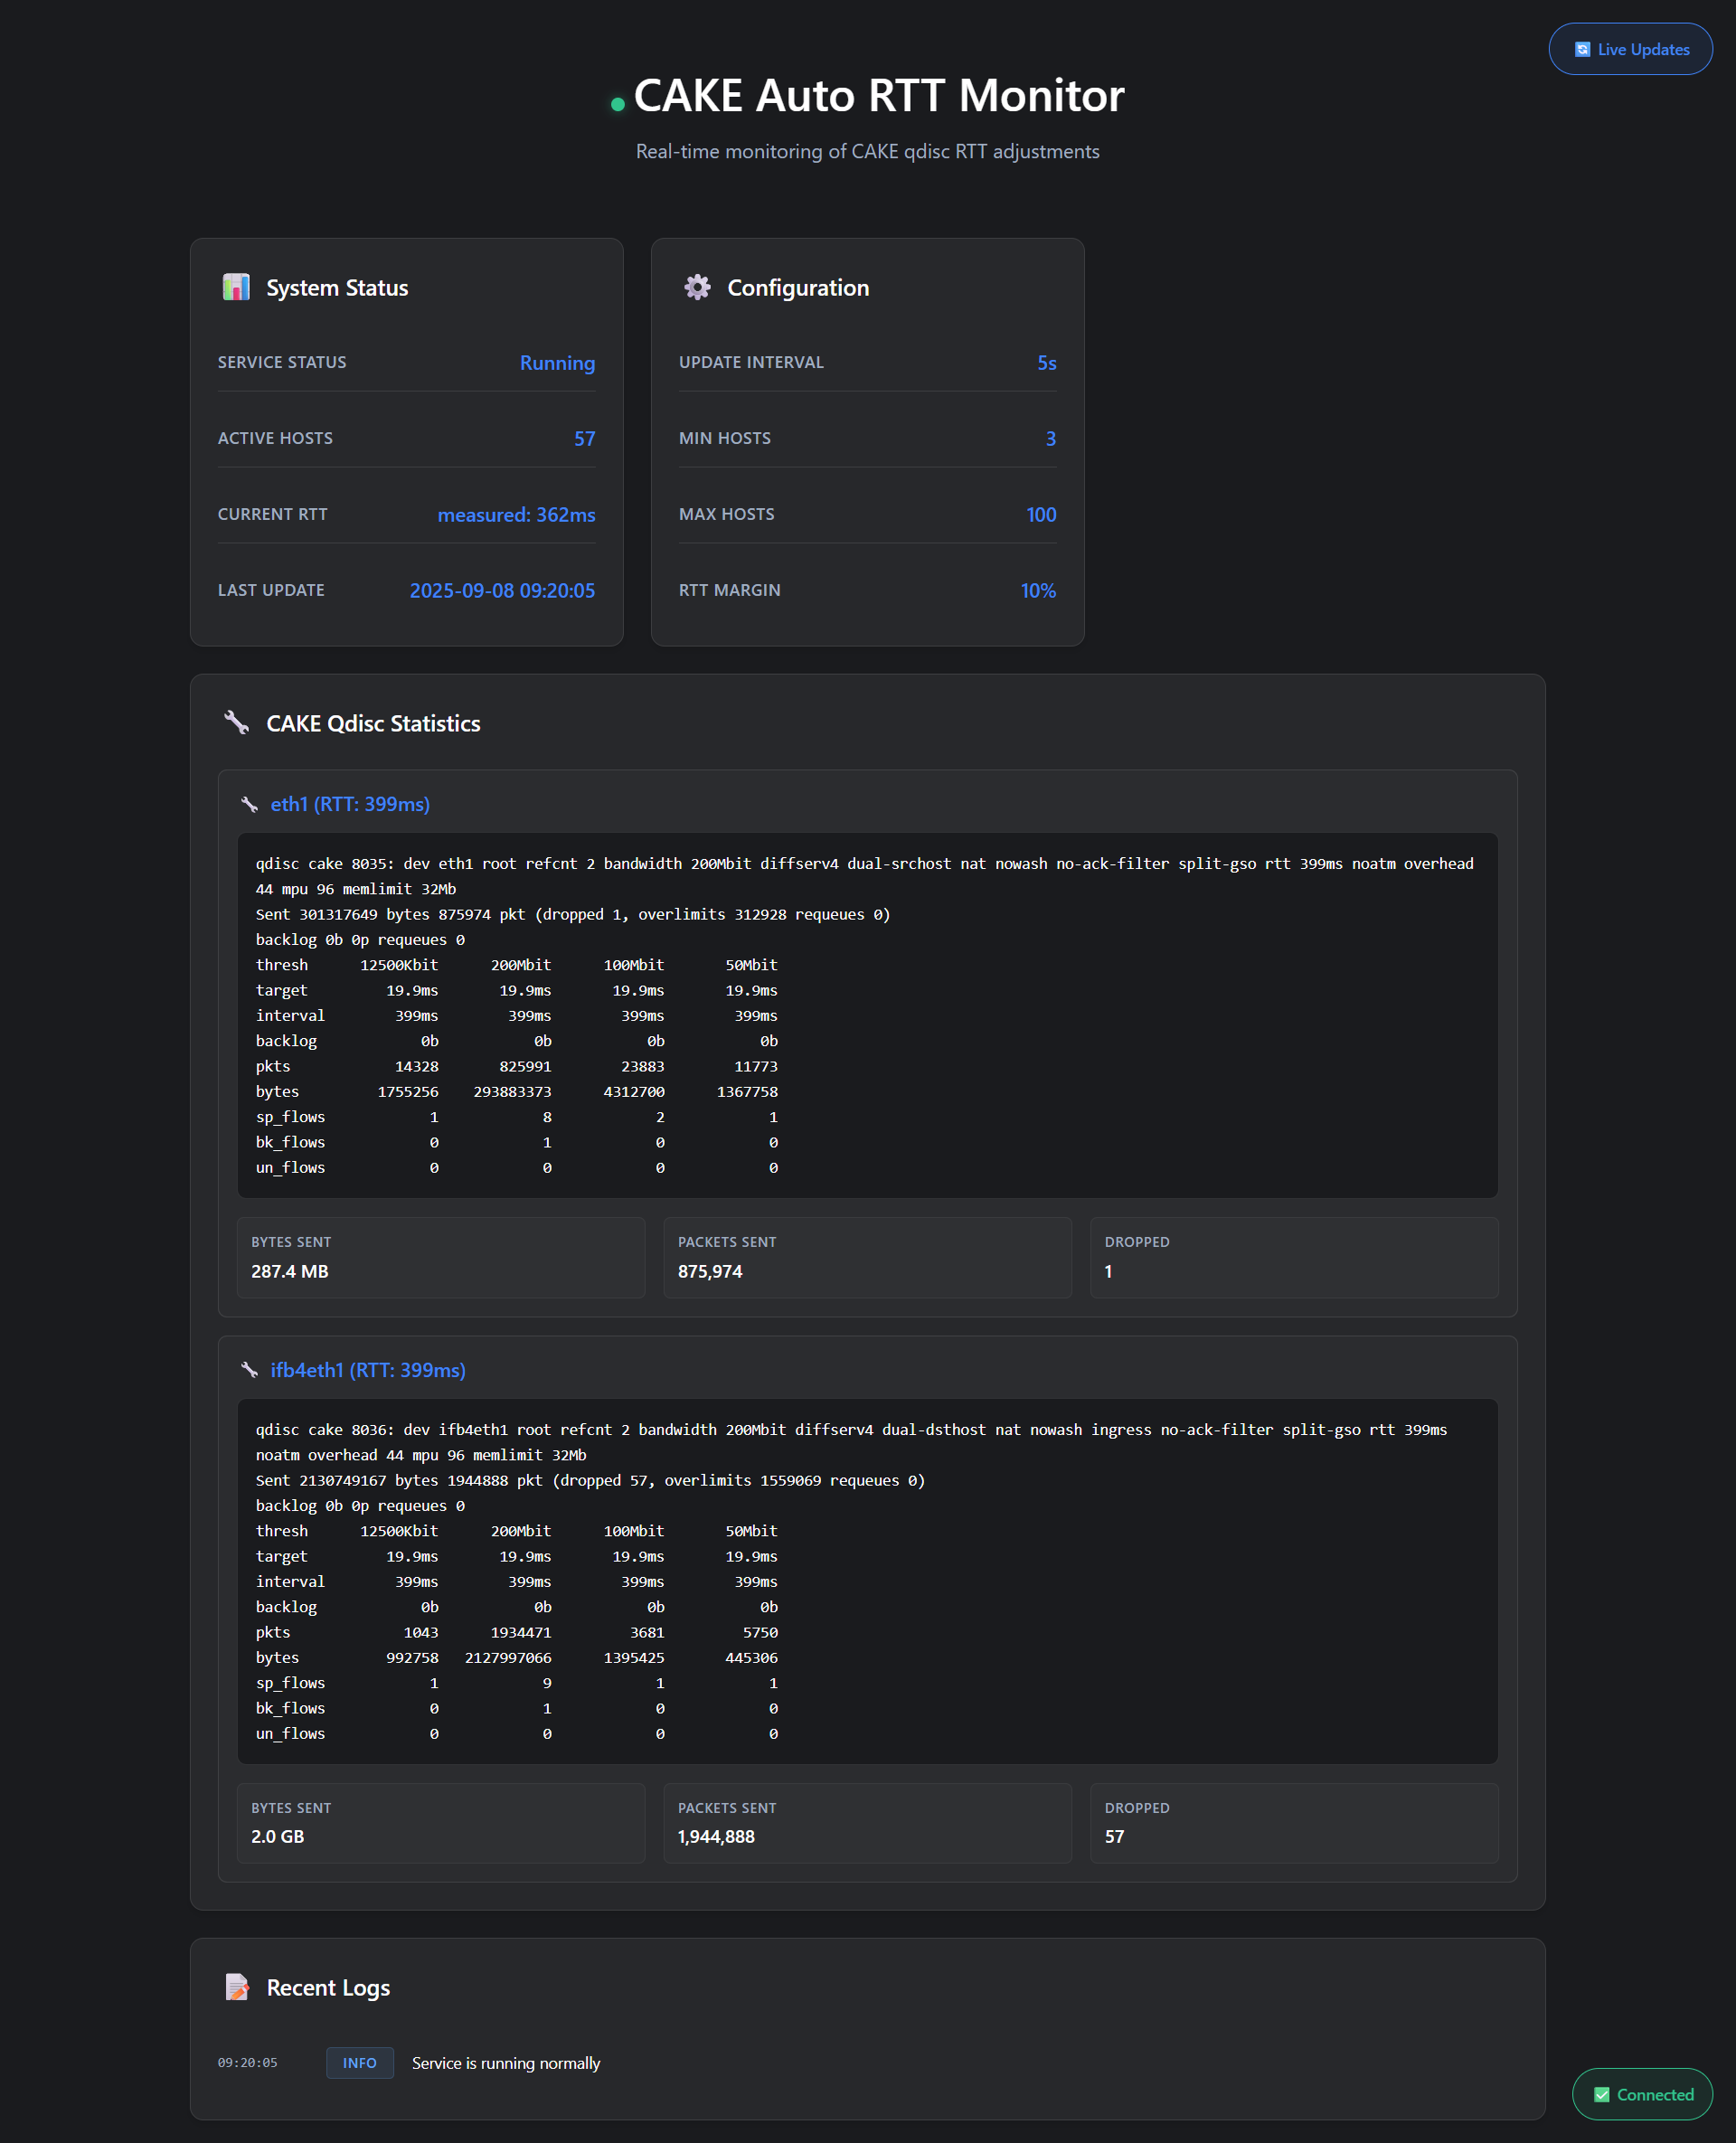 Live Updates
CAKE Auto RTT Monitor
Real-time monitoring of CAKE qdisc RTT adjustments
System Status
SERVICE STATUS Running
ACTIVE HOSTS 57
CURRENT RTT measured: 362ms
LAST UPDATE 2025-09-08 09:20:05
Configuration
UPDATE INTERVAL 5s
MIN HOSTS 3
MAX HOSTS 100
RTT MARGIN 10%
CAKE Qdisc Statistics
eth1 (RTT: 399ms)
qdisc cake 8035: dev eth1 root refcnt 2 bandwidth 200Mbit diffserv4 dual-srchost nat nowash no-ack-filter split-gso rtt 399ms noatm overhead
44 mpu 96 memlimit 32Mb
Sent 301317649 bytes 875974 pkt (dropped 1, overlimits 312928 requeues 0)
backlog 0b 0p requeues 0
thresh 12500Kbit 200Mbit 100Mbit 50Mbit
target 19.9ms 19.9ms 19.9ms 19.9ms
interval 399ms 399ms 399ms 399ms
backlog 0b 0b 0b 0b
pkts 14328 825991 23883 11773
bytes 1755256 293883373 4312700 1367758
sp_flows 1 8 2 1
bk_flows 0 1 0 0
un_flows 0 0 0 0
BYTES SENT
287.4 MB
PACKETS SENT
875,974
DROPPED
1
ifb4eth1 (RTT: 399ms)
qdisc cake 8036: dev ifb4eth1 root refcnt 2 bandwidth 200Mbit diffserv4 dual-dsthost nat nowash ingress no-ack-filter split-gso rtt 399ms
noatm overhead 44 mpu 96 memlimit 32Mb
Sent 2130749167 bytes 1944888 pkt (dropped 57, overlimits 1559069 requeues 0)
backlog 0b 0p requeues 0
thresh 12500Kbit 200Mbit 100Mbit 50Mbit
target 19.9ms 19.9ms 19.9ms 19.9ms
interval 399ms 399ms 399ms 399ms
backlog 0b 0b 0b 0b
pkts 1043 1934471 3681 5750
bytes 992758 2127997066 1395425 445306
sp_flows 1 9 1 1
bk_flows 0 1 0 0
un_flows 0 0 0 0
BYTES SENT
2.0 GB
PACKETS SENT
1,944,888
DROPPED
57
Recent Logs
09:20:05 INFO Service is running normally
Connected